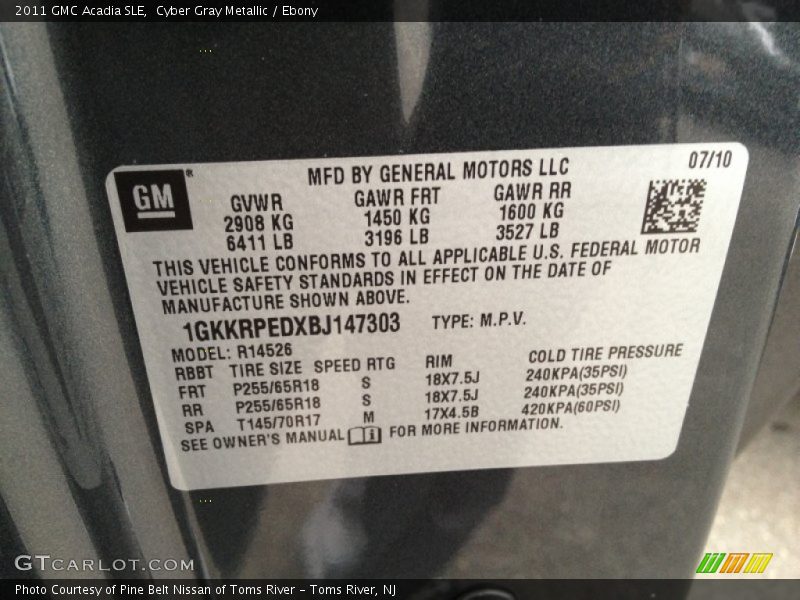 2011 GMC Acadia SLE, Cyber Gray Metallic / Ebony
MFD BY GENERAL MOTORS LLC 07/10
GM ®
GVWR GAWR FRT GAWR RR
2908 KG 1450 KG 1600 KG
6411 LB 3196 LB 3527 LB
THIS VEHICLE CONFORMS TO ALL APPLICABLE U.S. FEDERAL MOTOR
VEHICLE SAFETY STANDARDS IN EFFECT ON THE DATE OF
MANUFACTURE SHOWN ABOVE.
1GKKRPEDXBJ147303 TYPE: M.P.V.
MODEL: R14526
RBBT TIRE SIZE SPEED RTG RIM COLD TIRE PRESSURE
FRT P255/65R18 S 18X7.5J 240KPA(35PSI)
RR P255/65R18 S 18X7.5J 240KPA(35PSI)
SPA T145/70R17 M 17X4.5B 420KPA(60PSI)
SEE OWNER'S MANUAL FOR MORE INFORMATION.
GTCARLOT.COM
Photo Courtesy of Pine Belt Nissan of Toms River – Toms River, NJ